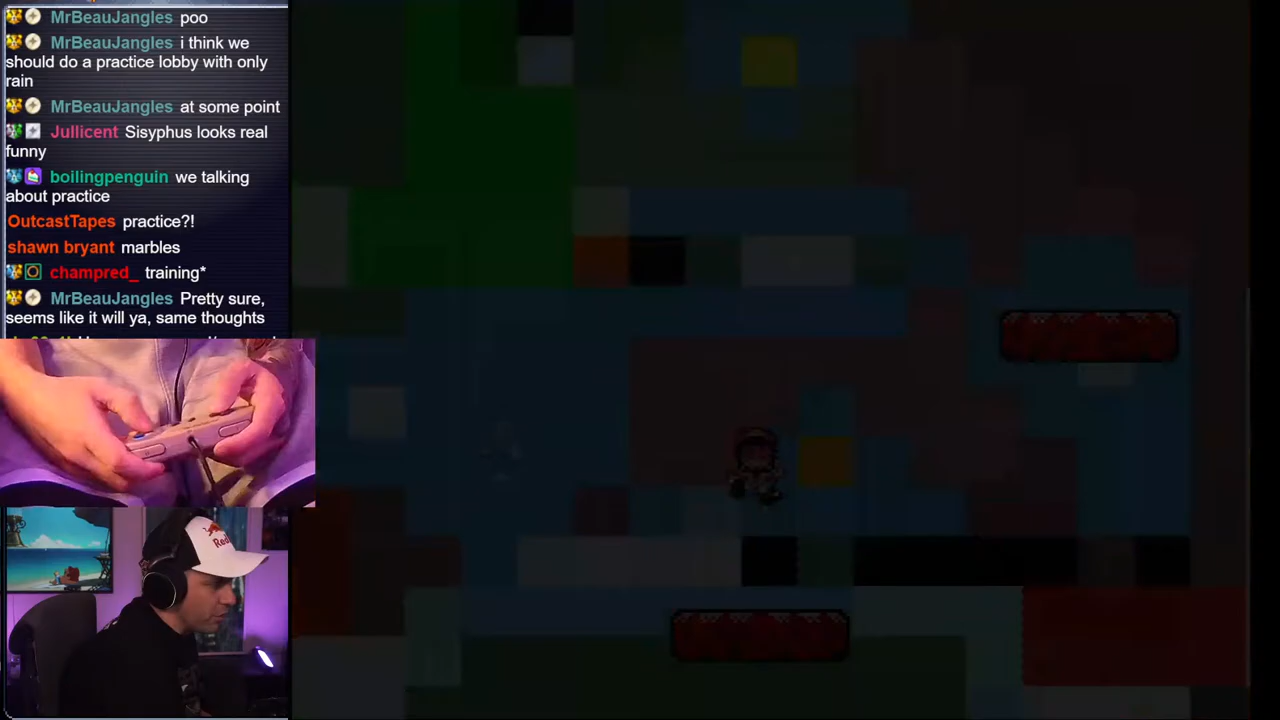 MrBeauJangles poo
MrBeauJangles i think we
should do a practice lobby with only
rain
MrBeauJangles at some point
Jullicent Sisyphus looks real
funny
boilingpenguin we talking
about practice
OutcastTapes practice?!
shawn bryant marbles
champred_ training*
MrBeauJangles Pretty sure,
seems like it will ya, same thoughts
Red